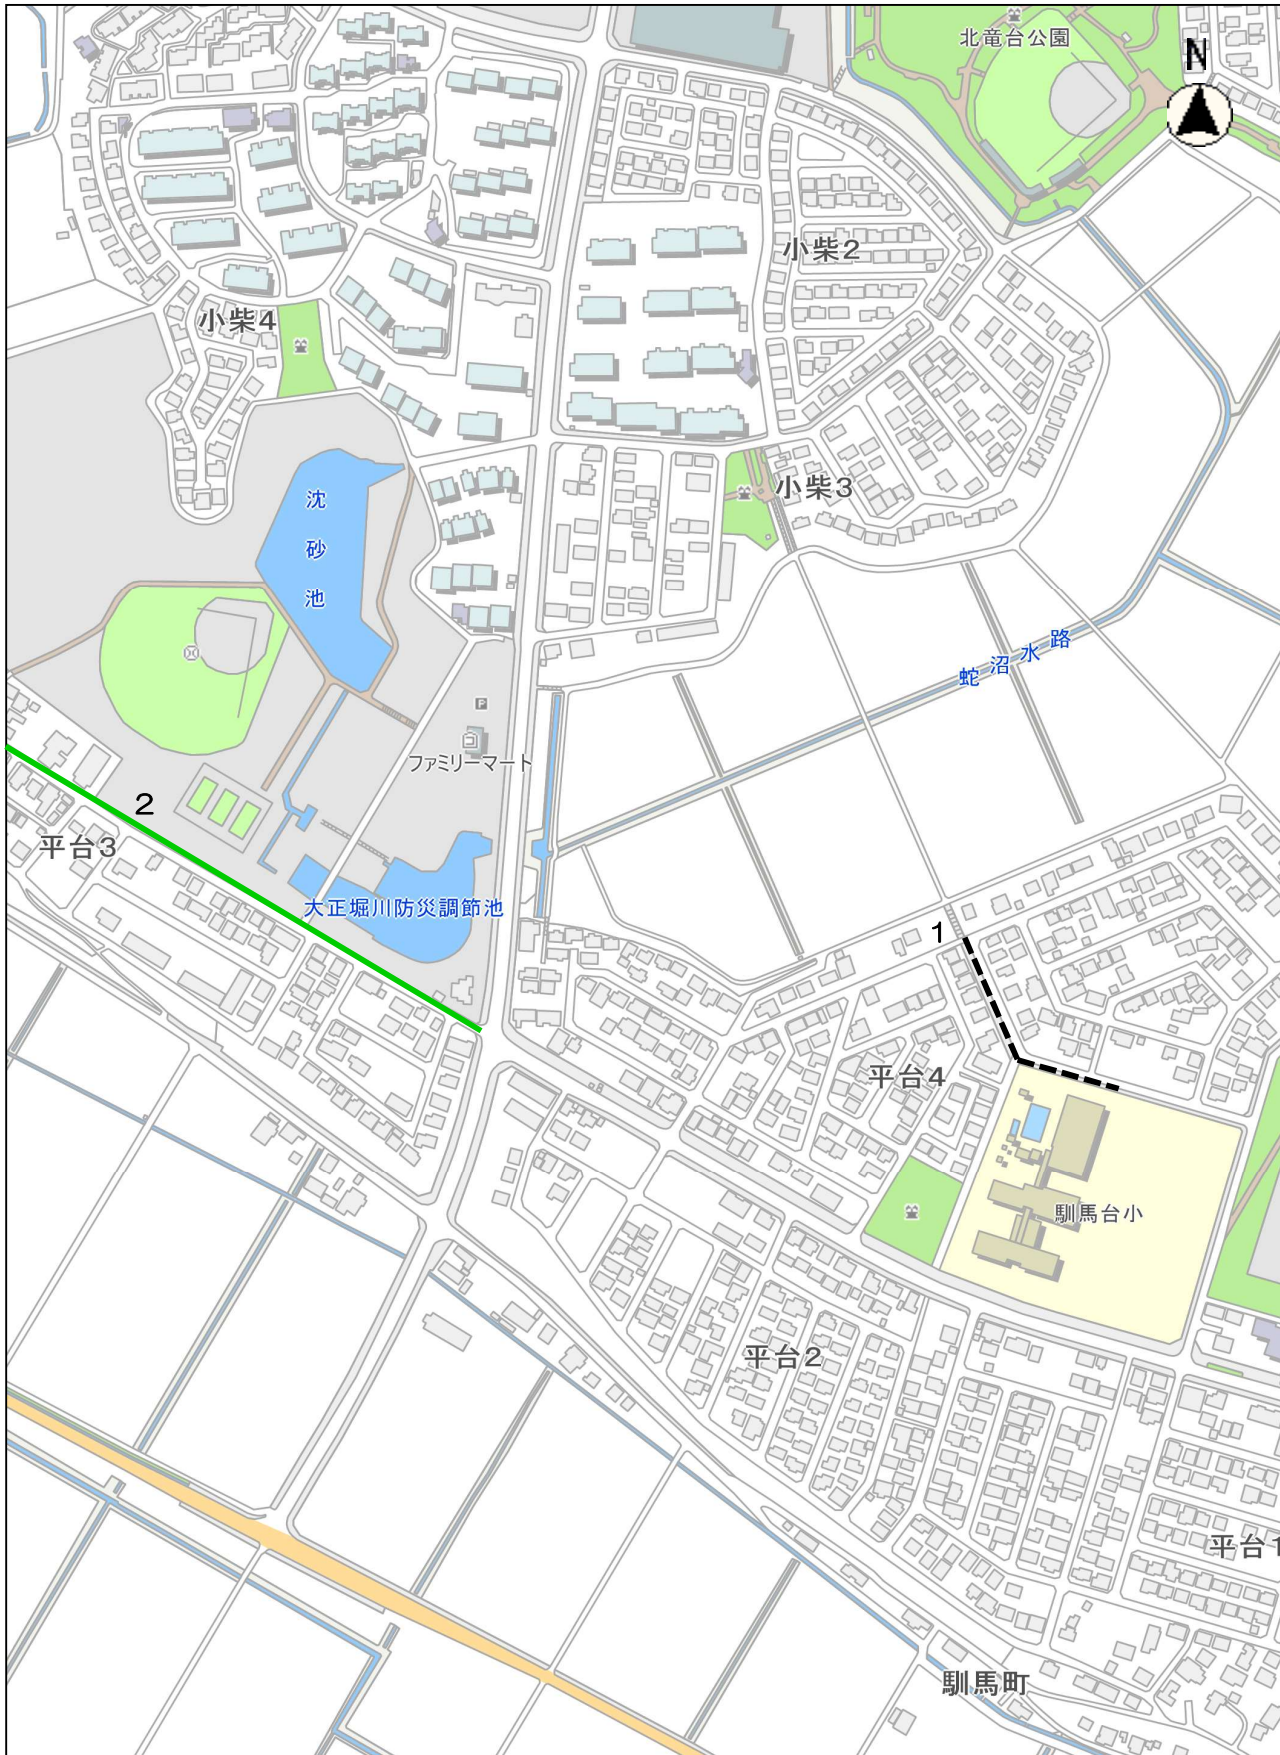 北竜台公園
N
小柴2
小柴4
小柴3
沈砂池
蛇沼水路
P
ファミリーマート
2
平台3
大正堀川防災調節池
1
平台4
馴馬台小
平台2
平台1
馴馬町